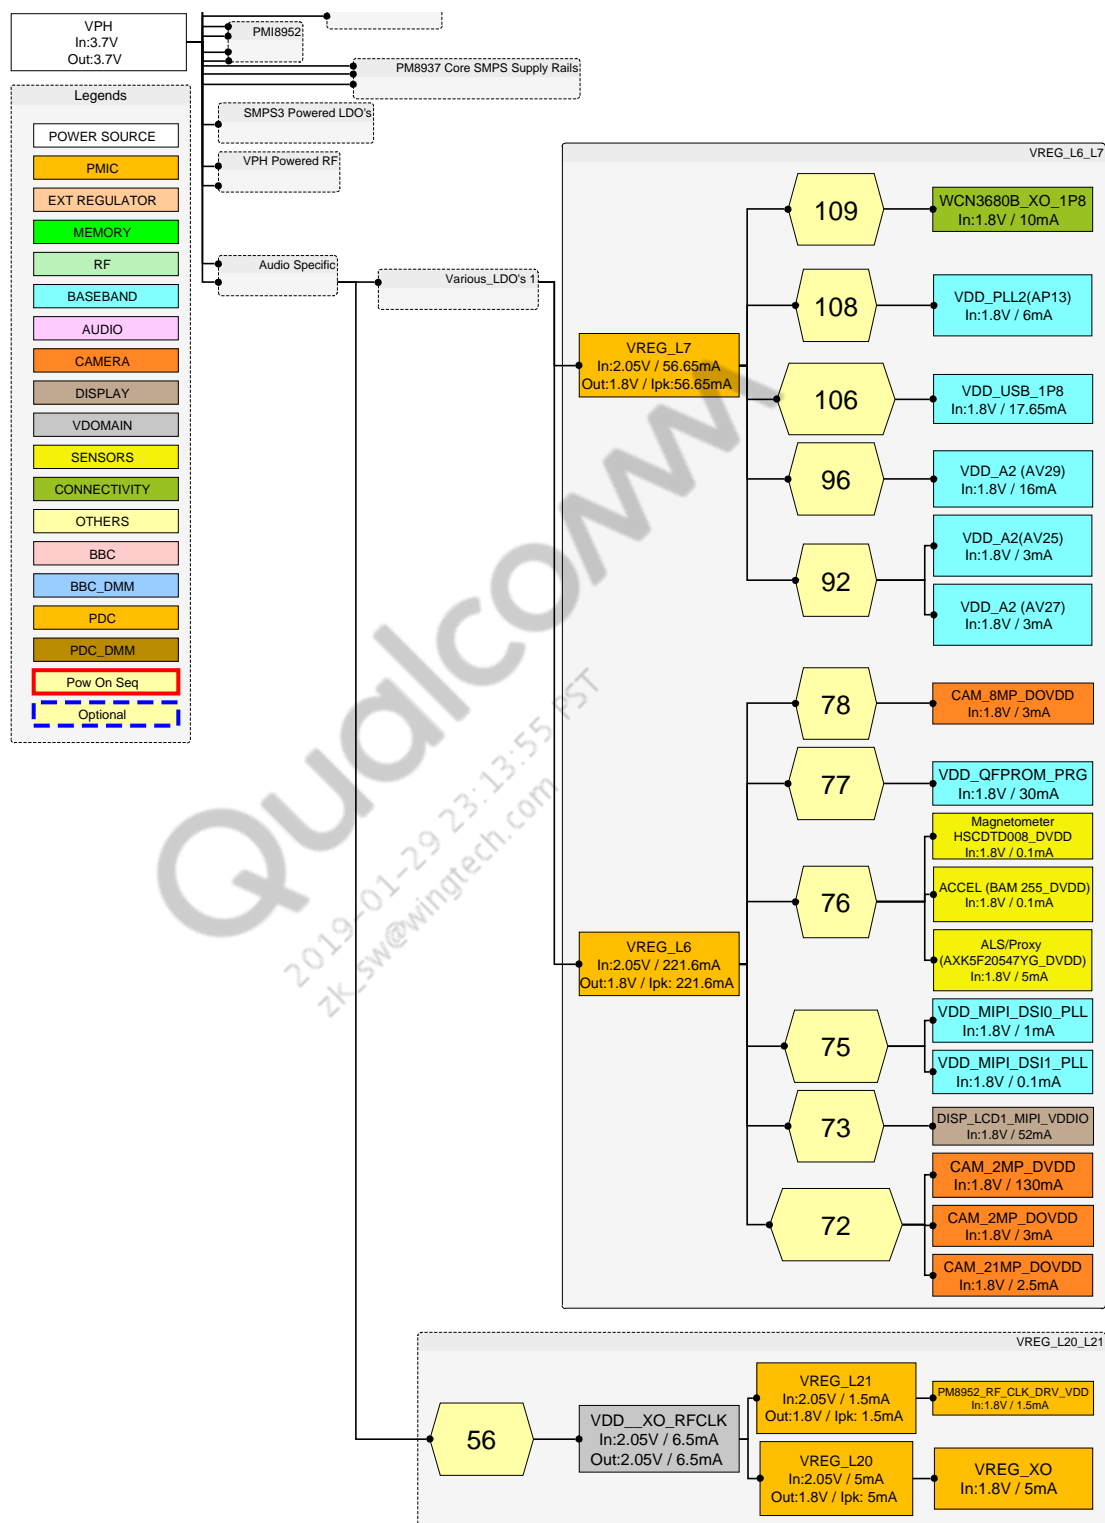 VPH
In:3.7V
Out:3.7V
PMI8952
PM8937 Core SMPS Supply Rails
SMPS3 Powered LDO's
VPH Powered RF
Audio Specific
Various_LDO's 1
Legends
POWER SOURCE
PMIC
EXT REGULATOR
MEMORY
RF
BASEBAND
AUDIO
CAMERA
DISPLAY
VDOMAIN
SENSORS
CONNECTIVITY
OTHERS
BBC
BBC_DMM
PDC
PDC_DMM
Pow On Seq
Optional
VREG_L6_L7
VREG_L7
In:2.05V / 56.65mA
Out:1.8V / Ipk:56.65mA
109
WCN3680B_XO_1P8
In:1.8V / 10mA
108
VDD_PLL2(AP13)
In:1.8V / 6mA
106
VDD_USB_1P8
In:1.8V / 17.65mA
96
VDD_A2 (AV29)
In:1.8V / 16mA
92
VDD_A2(AV25)
In:1.8V / 3mA
VDD_A2 (AV27)
In:1.8V / 3mA
VREG_L6
In:2.05V / 221.6mA
Out:1.8V / Ipk: 221.6mA
78
CAM_8MP_DOVDD
In:1.8V / 3mA
77
VDD_QFPROM_PRG
In:1.8V / 30mA
76
Magnetometer
HSCDTD008_DVDD
In:1.8V / 0.1mA
ACCEL (BAM 255_DVDD)
In:1.8V / 0.1mA
ALS/Proxy
(AXK5F20547YG_DVDD)
In:1.8V / 5mA
75
VDD_MIPI_DSI0_PLL
In:1.8V / 1mA
VDD_MIPI_DSI1_PLL
In:1.8V / 0.1mA
73
DISP_LCD1_MIPI_VDDIO
In:1.8V / 52mA
72
CAM_2MP_DVDD
In:1.8V / 130mA
CAM_2MP_DOVDD
In:1.8V / 3mA
CAM_21MP_DOVDD
In:1.8V / 2.5mA
VREG_L20_L21
56
VDD__XO_RFCLK
In:2.05V / 6.5mA
Out:2.05V / 6.5mA
VREG_L21
In:2.05V / 1.5mA
Out:1.8V / Ipk: 1.5mA
PM8952_RF_CLK_DRV_VDD
In:1.8V / 1.5mA
VREG_L20
In:2.05V / 5mA
Out:1.8V / Ipk: 5mA
VREG_XO
In:1.8V / 5mA
Qualcomm
2019-01-29 23:13:55 PST
zk_sw@wingtech.com